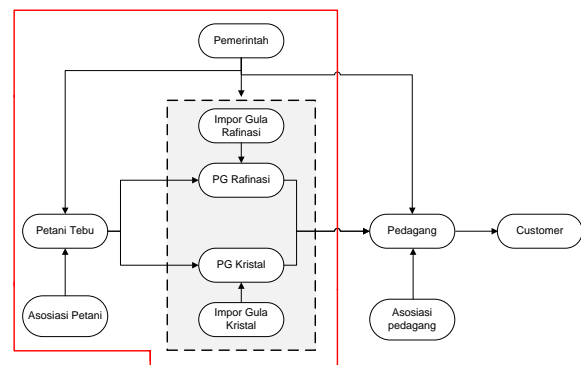 Pemerintah
Impor Gula
Rafinasi
PG Rafinasi
Petani Tebu
Pedagang
Customer
PG Kristal
Asosiasi Petani
Impor Gula
Kristal
Asosiasi
pedagang